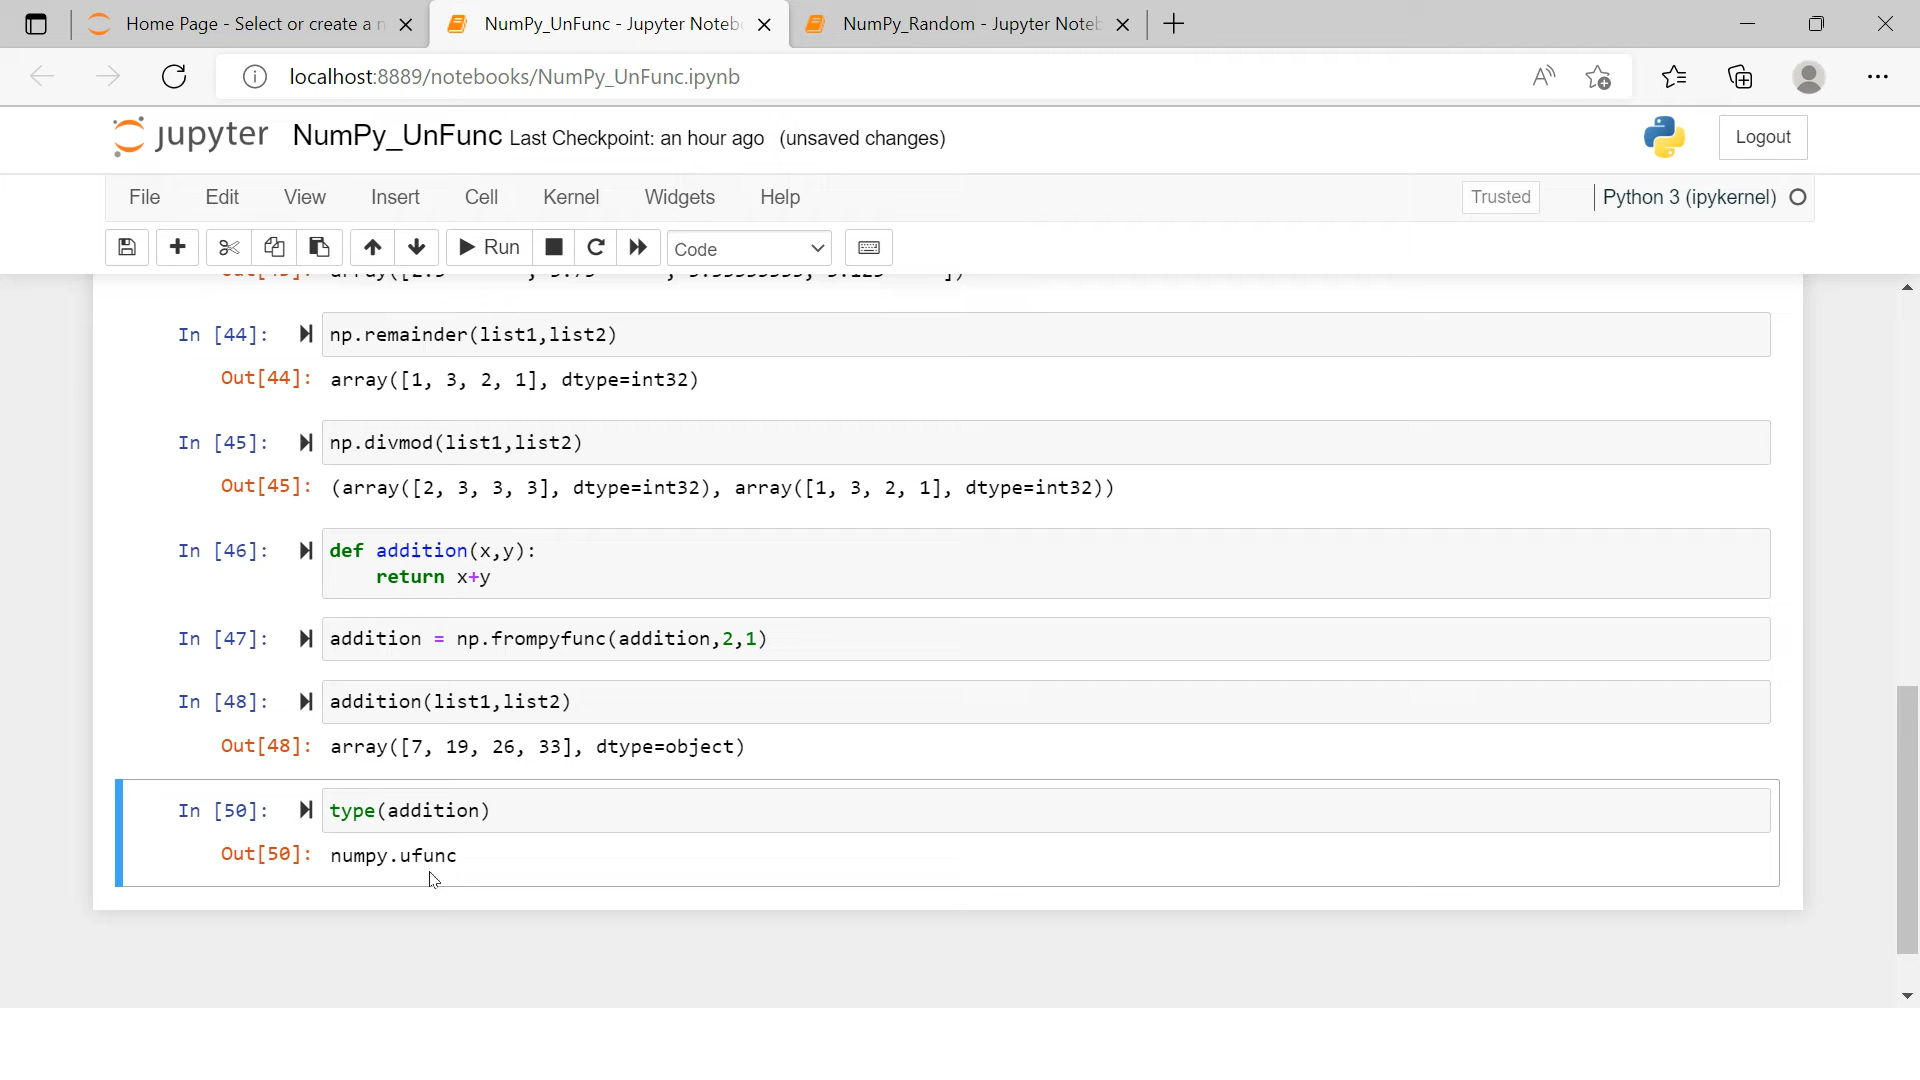 Home Page - Select or create a n
NumPy_UnFunc - Jupyter Noteb
NumPy_Random - Jupyter Noteb
localhost:8889/notebooks/NumPy_UnFunc.ipynb
jupyter NumPy_UnFunc Last Checkpoint: an hour ago (unsaved changes)
Logout
File Edit View Insert Cell Kernel Widgets Help
Trusted
Python 3 (ipykernel)
Run
Code
In [44]: np.remainder(list1,list2)
Out[44]: array([1, 3, 2, 1], dtype=int32)
In [45]: np.divmod(list1,list2)
Out[45]: (array([2, 3, 3, 3], dtype=int32), array([1, 3, 2, 1], dtype=int32))
In [46]: def addition(x,y):
return x+y
In [47]: addition = np.frompyfunc(addition,2,1)
In [48]: addition(list1,list2)
Out[48]: array([7, 19, 26, 33], dtype=object)
In [50]: type(addition)
Out[50]: numpy.ufunc